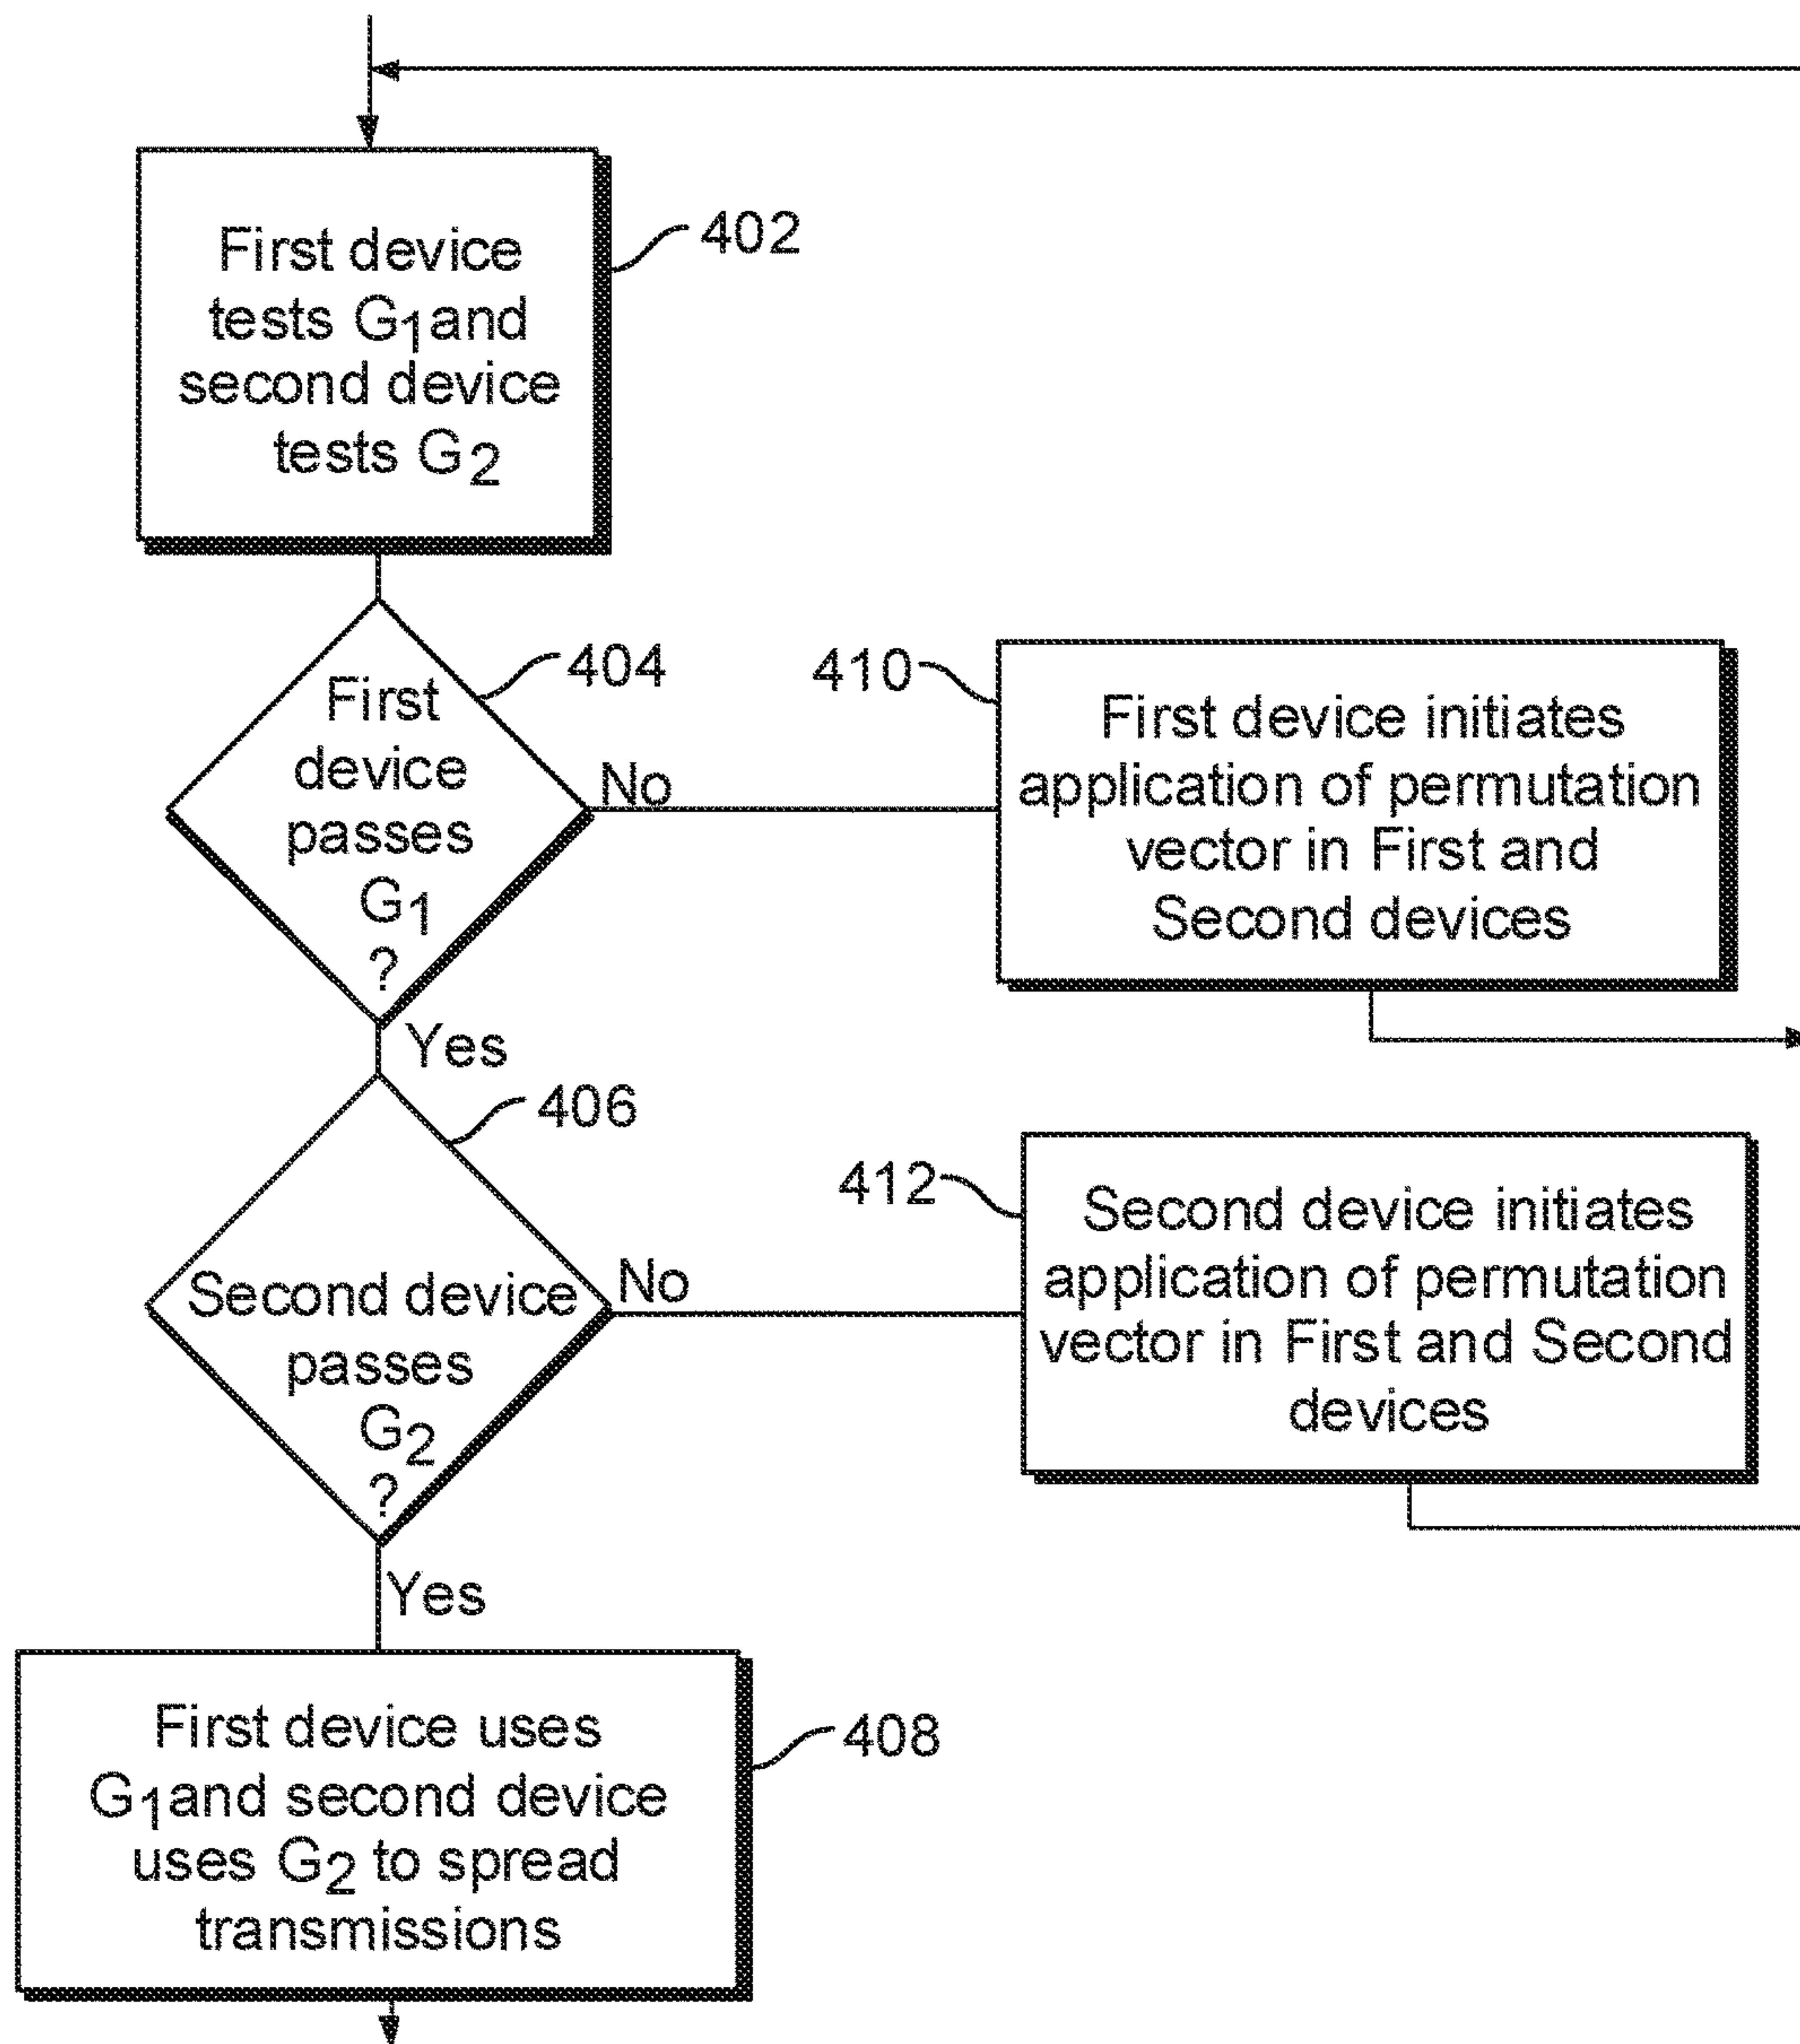 First device
tests G1 and
second device
tests G2
402
First
device
passes
G1
?
404
No
Yes
410
First device initiates
application of permutation
vector in First and
Second devices
Second device
passes
G2
?
406
No
Yes
412
Second device initiates
application of permutation
vector in First and Second
devices
First device uses
G1 and second device
uses G2 to spread
transmissions
408